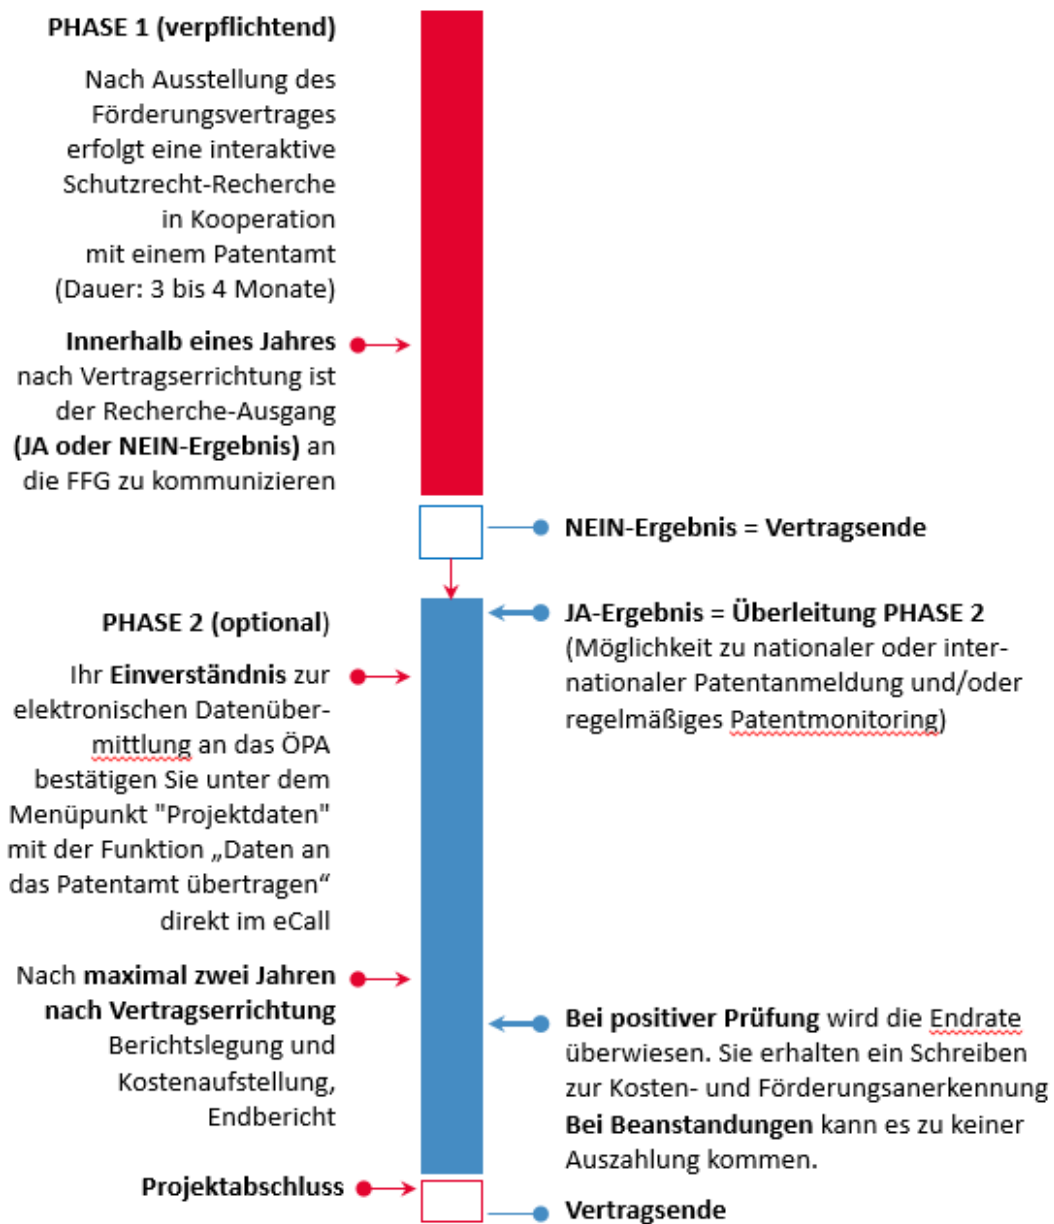 PHASE 1 (verpflichtend)
Nach Ausstellung des
Förderungsvertrages
erfolgt eine interaktive
Schutzrecht-Recherche
in Kooperation
mit einem Patentamt
(Dauer: 3 bis 4 Monate)
Innerhalb eines Jahres
nach Vertragserrichtung ist
der Recherche-Ausgang
(JA oder NEIN-Ergebnis) an
die FFG zu kommunizieren
NEIN-Ergebnis = Vertragsende
JA-Ergebnis = Überleitung PHASE 2
(Möglichkeit zu nationaler oder inter-
nationaler Patentanmeldung und/oder
regelmäßiges Patentmonitoring)
PHASE 2 (optional)
Ihr Einverständnis zur
elektronischen Datenüber-
mittlung an das ÖPA
bestätigen Sie unter dem
Menüpunkt "Projektdaten"
mit der Funktion „Daten an
das Patentamt übertragen“
direkt im eCall
Nach maximal zwei Jahren
nach Vertragserrichtung
Berichtslegung und
Kostenaufstellung,
Endbericht
Bei positiver Prüfung wird die Endrate
überwiesen. Sie erhalten ein Schreiben
zur Kosten- und Förderungsanerkennung
Bei Beanstandungen kann es zu keiner
Auszahlung kommen.
Projektabschluss
Vertragsende